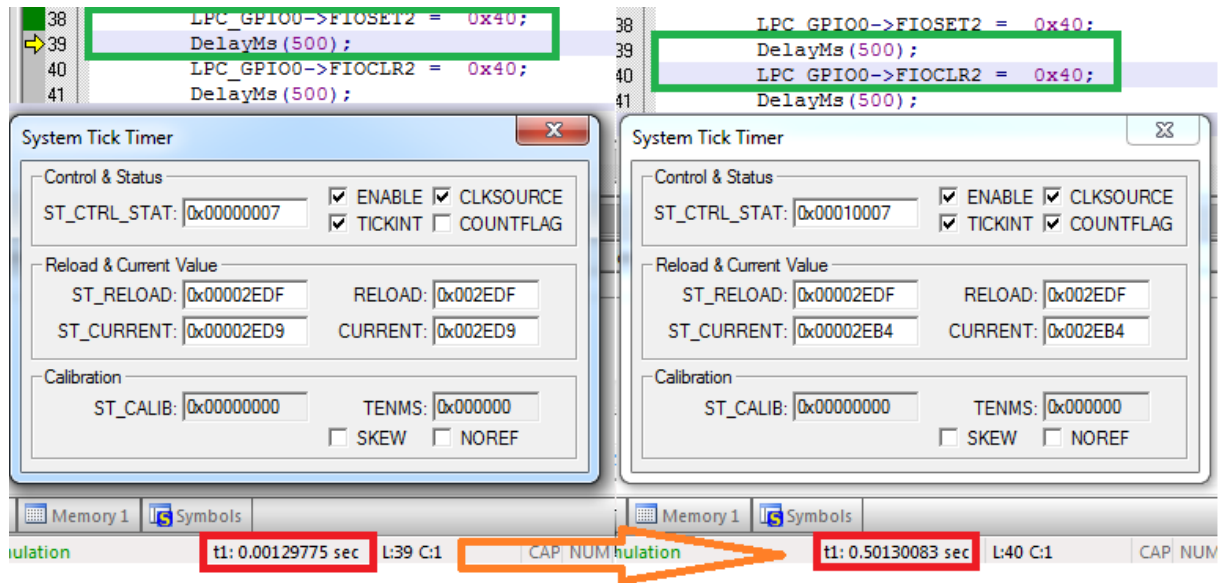 38 LPC_GPIO0->FIOSET2 = 0x40;
39 DelayMs(500);
40 LPC_GPIO0->FIOCLR2 = 0x40;
41 DelayMs(500);
System Tick Timer
Control & Status
ST_CTRL_STAT: 0x00000007 ENABLE CLKSOURCE
TICKINT COUNTFLAG
Reload & Current Value
ST_RELOAD: 0x00002EDF RELOAD: 0x002EDF
ST_CURRENT: 0x00002ED9 CURRENT: 0x002ED9
Calibration
ST_CALIB: 0x00000000 TENMS: 0x000000
SKEW NOREF
Memory 1 Symbols
ulation t1: 0.00129775 sec L:39 C:1 CAP NUM
38 LPC_GPIO0->FIOSET2 = 0x40;
39 DelayMs(500);
40 LPC_GPIO0->FIOCLR2 = 0x40;
41 DelayMs(500);
System Tick Timer
Control & Status
ST_CTRL_STAT: 0x00010007 ENABLE CLKSOURCE
TICKINT COUNTFLAG
Reload & Current Value
ST_RELOAD: 0x00002EDF RELOAD: 0x002EDF
ST_CURRENT: 0x00002EB4 CURRENT: 0x002EB4
Calibration
ST_CALIB: 0x00000000 TENMS: 0x000000
SKEW NOREF
Memory 1 Symbols
nulation t1: 0.50130083 sec L:40 C:1 CAP NUM